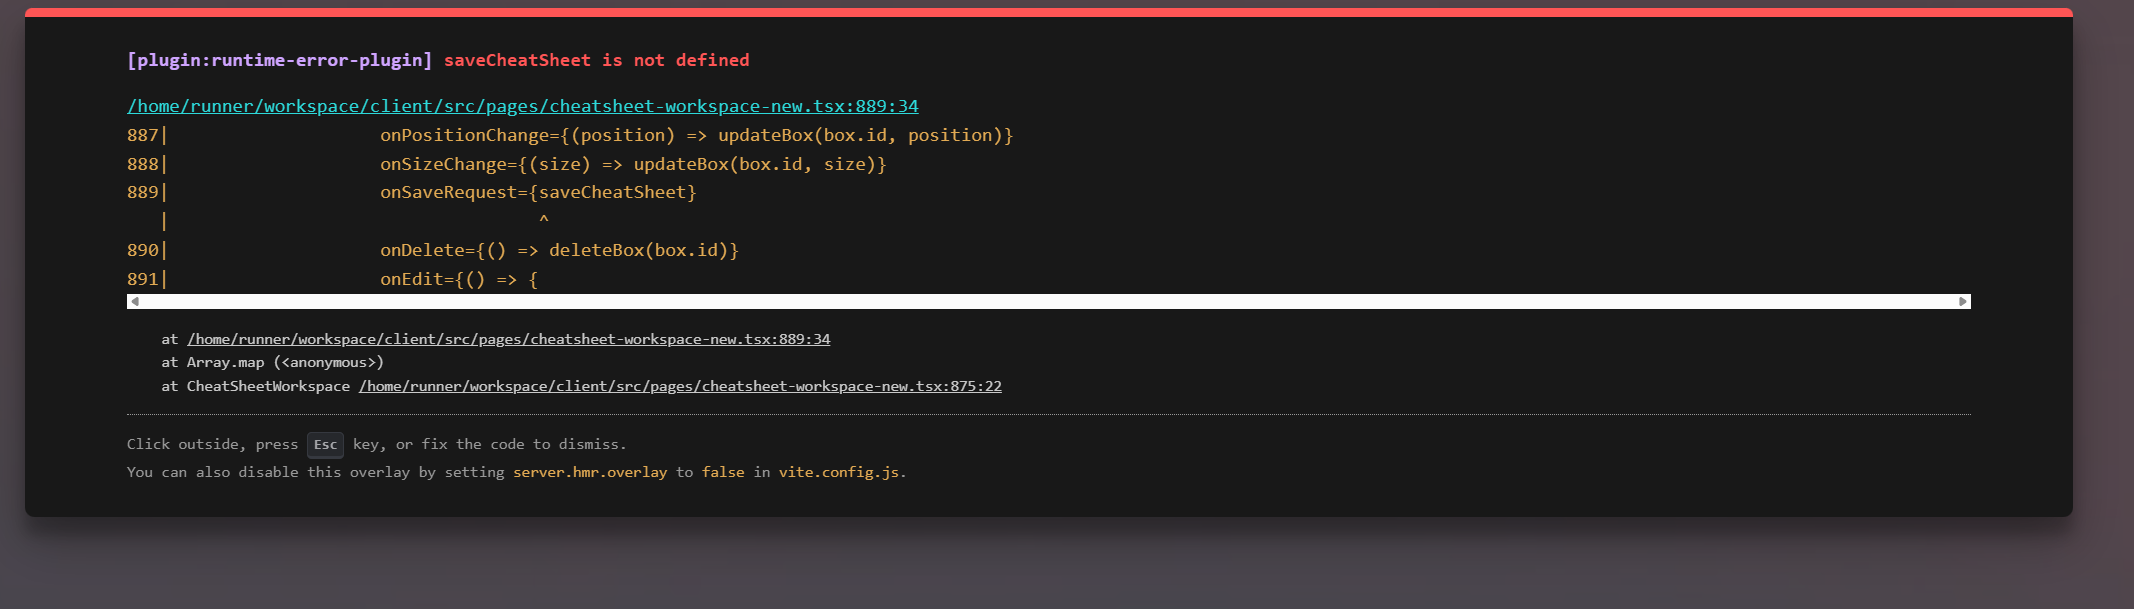 [plugin:runtime-error-plugin] saveCheatSheet is not defined
/home/runner/workspace/client/src/pages/cheatsheet-workspace-new.tsx:889:34
887|                    onPositionChange={(position) => updateBox(box.id, position)}
888|                    onSizeChange={(size) => updateBox(box.id, size)}
889|                    onSaveRequest={saveCheatSheet}
   |                                   ^
890|                    onDelete={() => deleteBox(box.id)}
891|                    onEdit={() => {
at /home/runner/workspace/client/src/pages/cheatsheet-workspace-new.tsx:889:34
at Array.map (<anonymous>)
at CheatSheetWorkspace /home/runner/workspace/client/src/pages/cheatsheet-workspace-new.tsx:875:22
Click outside, press Esc key, or fix the code to dismiss.
You can also disable this overlay by setting server.hmr.overlay to false in vite.config.js.